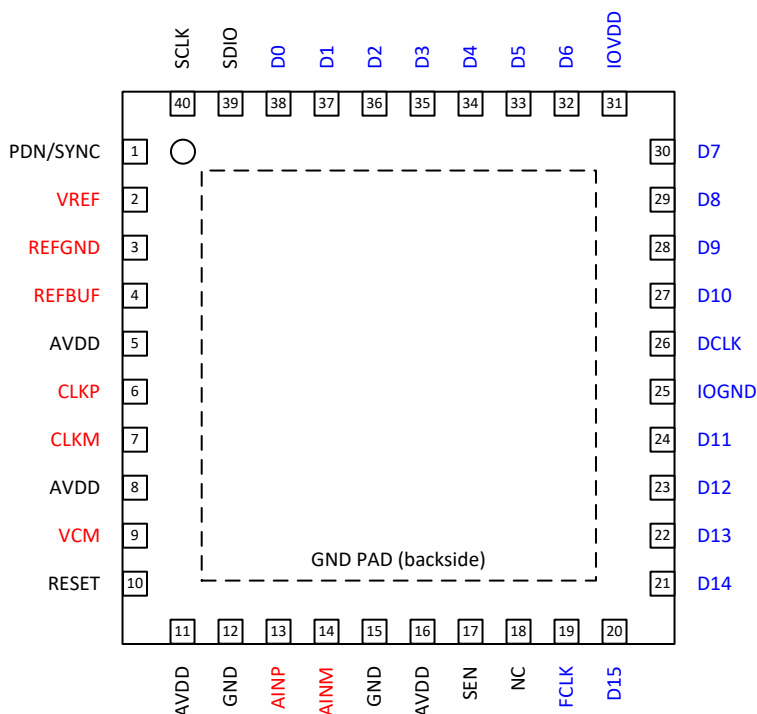 SCLK SDIO D0 D1 D2 D3 D4 D5 D6 IOVDD
40 39 38 37 36 35 34 33 32 31
PDN/SYNC 1 30 D7
VREF 2 29 D8
REFGND 3 28 D9
REFBUF 4 27 D10
AVDD 5 26 DCLK
CLKP 6 25 IOGND
CLKM 7 24 D11
AVDD 8 23 D12
VCM 9 22 D13
GND PAD (backside)
RESET 10 21 D14
11 12 13 14 15 16 17 18 19 20
AVDD GND AINP AINM GND AVDD SEN NC FCLK D15